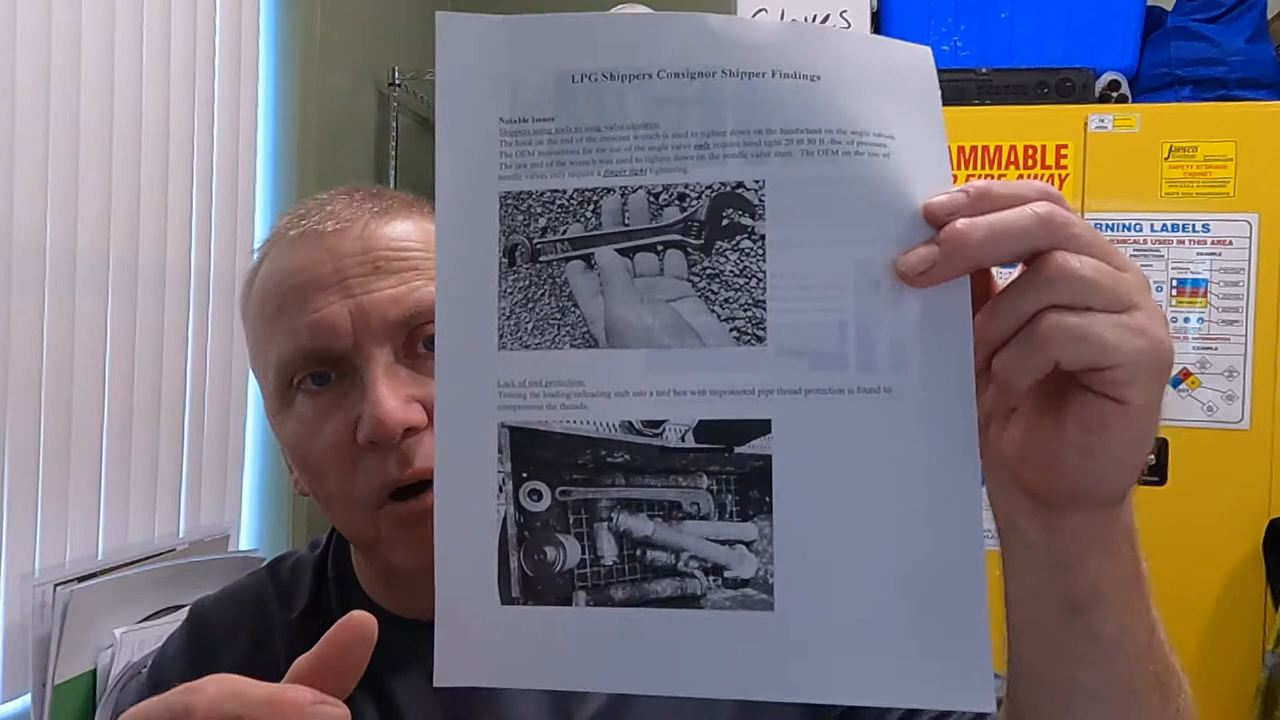 Gloves
LPG Shippers Consignor Shipper Findings
Notable Issues
Shippers using tools to snug valve closures:
The hook on the end of the crescent wrench is used to tighten down on the handwheel on the angle valves.
The OEM instructions for the use of the angle valve only require hand tight 20 to 30 ft.-lbs. of pressure.
The jaw end of the wrench was used to tighten down on the needle valve stem. The OEM on the use of
needle valves only require a finger tight tightening.
Lack of tool protection:
Tossing the loading/unloading stub into a tool box with unprotected pipe thread protection is found to
compromise the threads.
AMMABLE
FIRE AWAY
Jamco
SAFETY STORAGE
CABINET
RNING LABELS
EMICALS USED IN THIS AREA
EXAMPLE
EXAMPLE